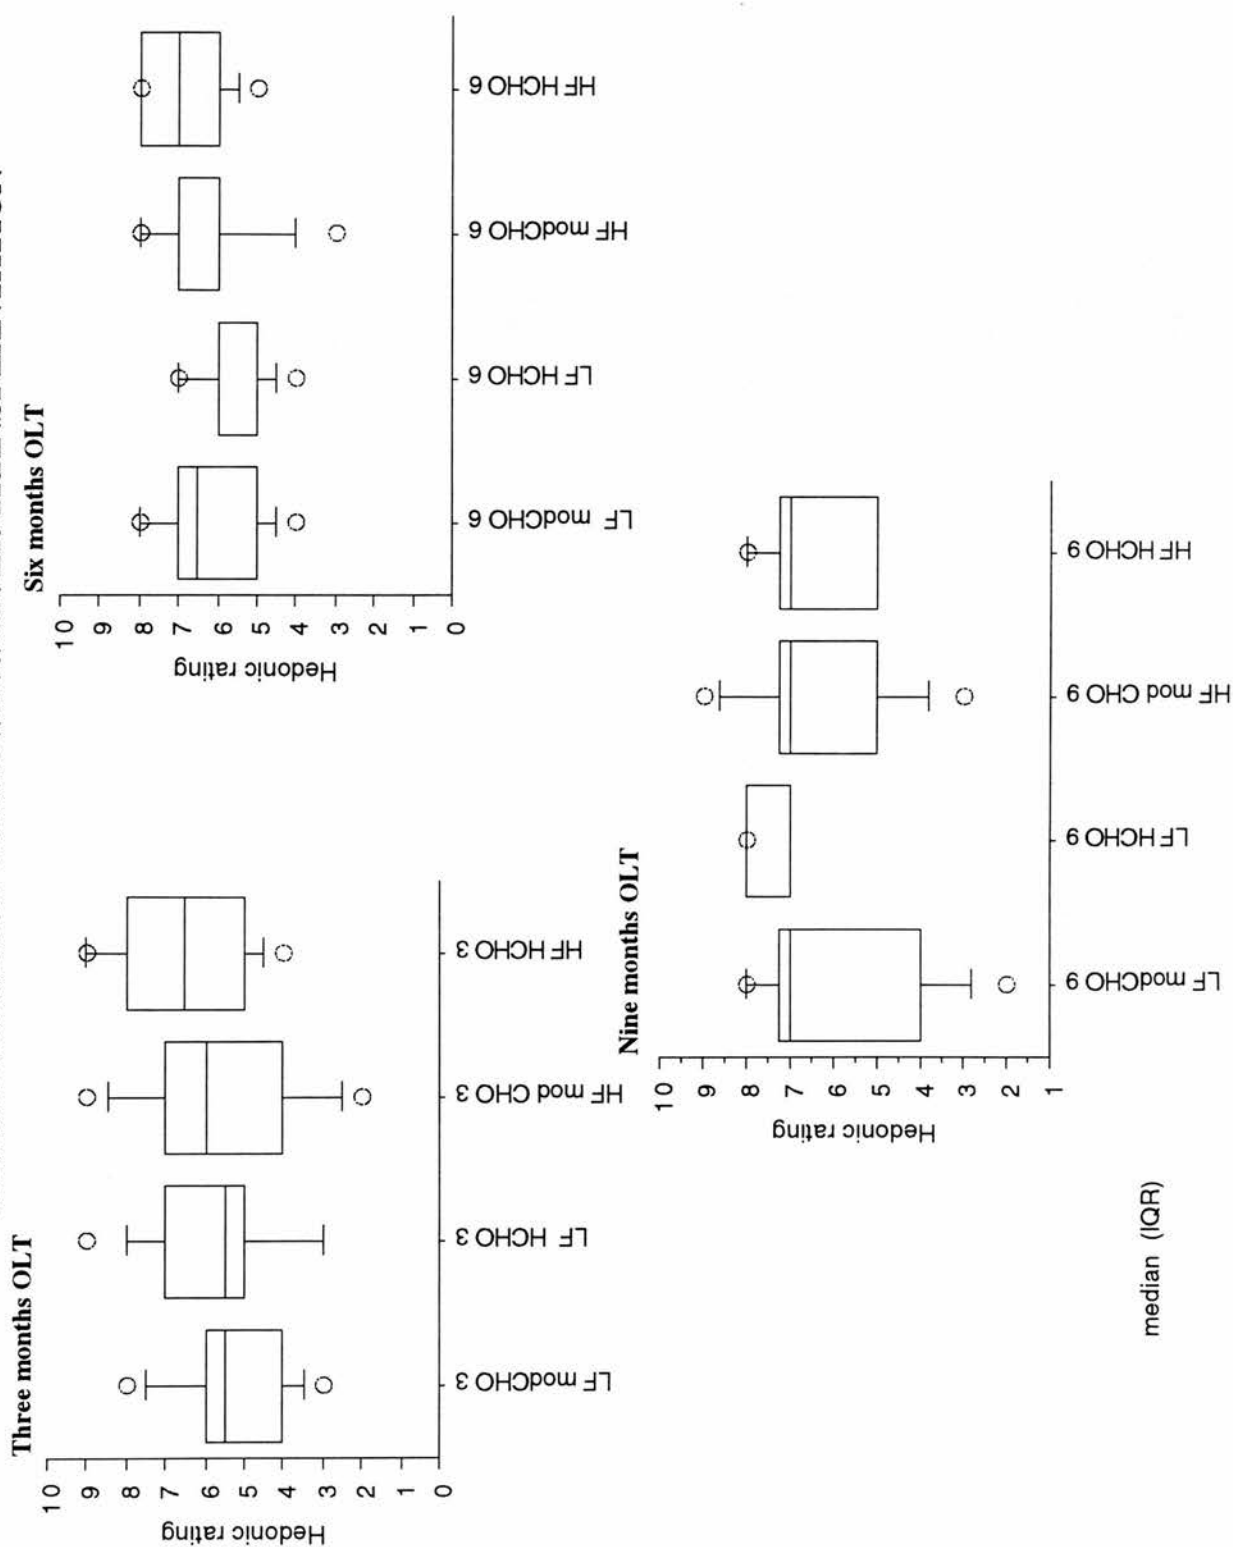 Three months OLT
Hedonic rating
10
9
8
7
6
5
4
3
2
1
0
LF modCHO 3
LF HCHO 3
HF mod CHO 3
HF HCHO 3
Six months OLT
Hedonic rating
10
9
8
7
6
5
4
3
2
1
0
LF modCHO 6
LF HCHO 6
HF modCHO 6
HF HCHO 6
Nine months OLT
Hedonic rating
10
9
8
7
6
5
4
3
2
1
LF modCHO 9
LF HCHO 9
HF mod CHO 9
HF HCHO 9
median (IQR)